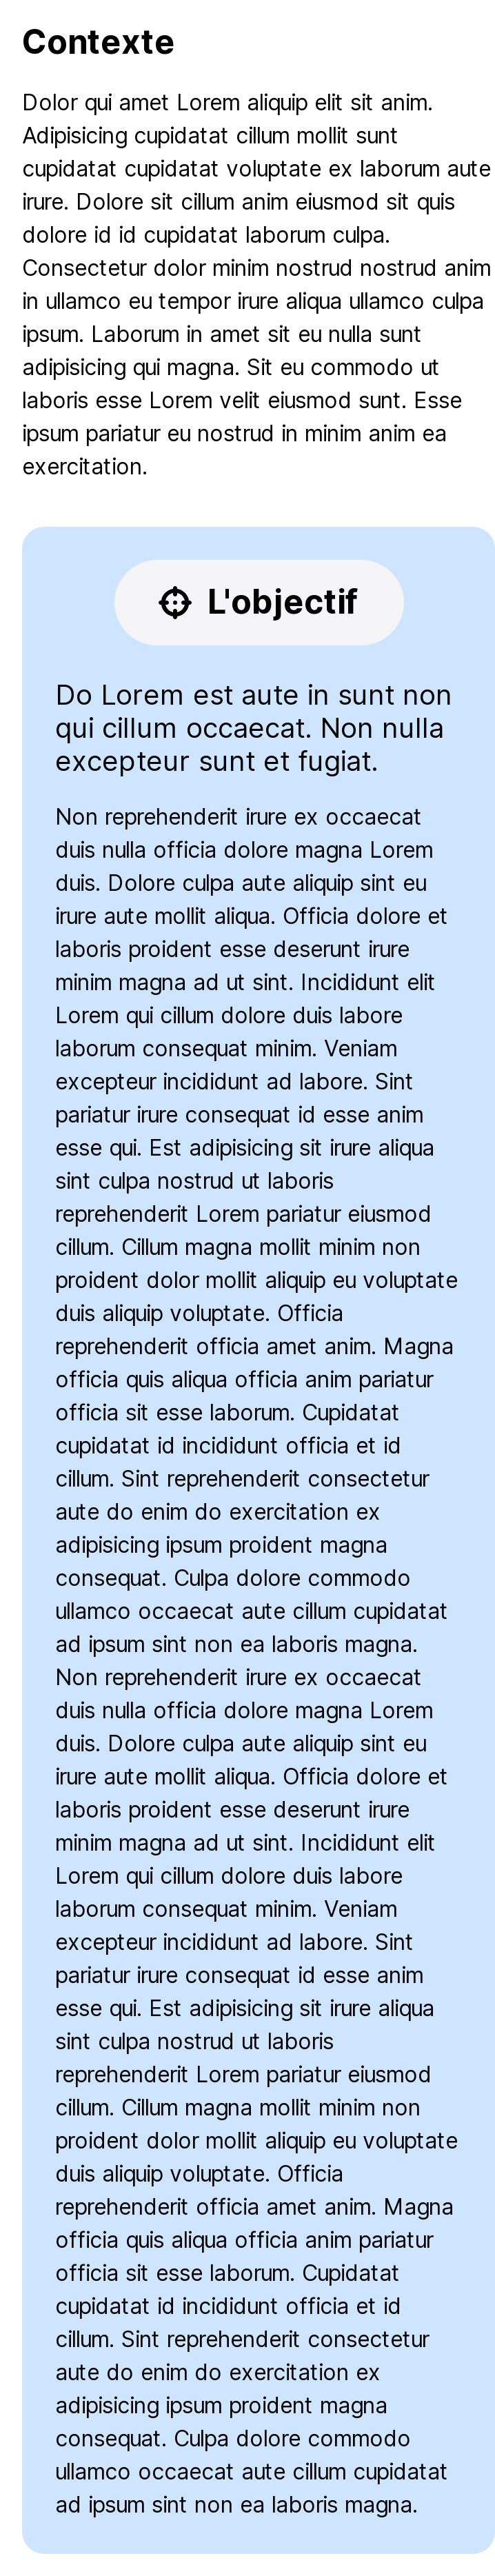 Contexte
Dolor qui amet Lorem aliquip elit sit anim.
Adipisicing cupidatat cillum mollit sunt
cupidatat cupidatat voluptate ex laborum aute
irure. Dolore sit cillum anim eiusmod sit quis
dolore id id cupidatat laborum culpa.
Consectetur dolor minim nostrud nostrud anim
in ullamco eu tempor irure aliqua ullamco culpa
ipsum. Laborum in amet sit eu nulla sunt
adipisicing qui magna. Sit eu commodo ut
laboris esse Lorem velit eiusmod sunt. Esse
ipsum pariatur eu nostrud in minim anim ea
exercitation.
L'objectif
Do Lorem est aute in sunt non
qui cillum occaecat. Non nulla
excepteur sunt et fugiat.
Non reprehenderit irure ex occaecat
duis nulla officia dolore magna Lorem
duis. Dolore culpa aute aliquip sint eu
irure aute mollit aliqua. Officia dolore et
laboris proident esse deserunt irure
minim magna ad ut sint. Incididunt elit
Lorem qui cillum dolore duis labore
laborum consequat minim. Veniam
excepteur incididunt ad labore. Sint
pariatur irure consequat id esse anim
esse qui. Est adipisicing sit irure aliqua
sint culpa nostrud ut laboris
reprehenderit Lorem pariatur eiusmod
cillum. Cillum magna mollit minim non
proident dolor mollit aliquip eu voluptate
duis aliquip voluptate. Officia
reprehenderit officia amet anim. Magna
officia quis aliqua officia anim pariatur
officia sit esse laborum. Cupidatat
cupidatat id incididunt officia et id
cillum. Sint reprehenderit consectetur
aute do enim do exercitation ex
adipisicing ipsum proident magna
consequat. Culpa dolore commodo
ullamco occaecat aute cillum cupidatat
ad ipsum sint non ea laboris magna.
Non reprehenderit irure ex occaecat
duis nulla officia dolore magna Lorem
duis. Dolore culpa aute aliquip sint eu
irure aute mollit aliqua. Officia dolore et
laboris proident esse deserunt irure
minim magna ad ut sint. Incididunt elit
Lorem qui cillum dolore duis labore
laborum consequat minim. Veniam
excepteur incididunt ad labore. Sint
pariatur irure consequat id esse anim
esse qui. Est adipisicing sit irure aliqua
sint culpa nostrud ut laboris
reprehenderit Lorem pariatur eiusmod
cillum. Cillum magna mollit minim non
proident dolor mollit aliquip eu voluptate
duis aliquip voluptate. Officia
reprehenderit officia amet anim. Magna
officia quis aliqua officia anim pariatur
officia sit esse laborum. Cupidatat
cupidatat id incididunt officia et id
cillum. Sint reprehenderit consectetur
aute do enim do exercitation ex
adipisicing ipsum proident magna
consequat. Culpa dolore commodo
ullamco occaecat aute cillum cupidatat
ad ipsum sint non ea laboris magna.